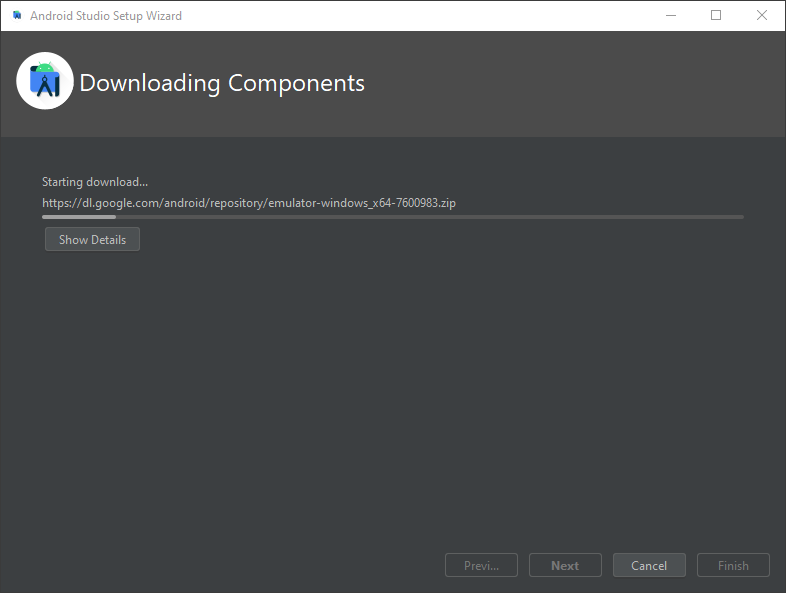 Android Studio Setup Wizard
Downloading Components
Starting download...
https://dl.google.com/android/repository/emulator-windows_x64-7600983.zip
Show Details
Previ...
Next
Cancel
Finish